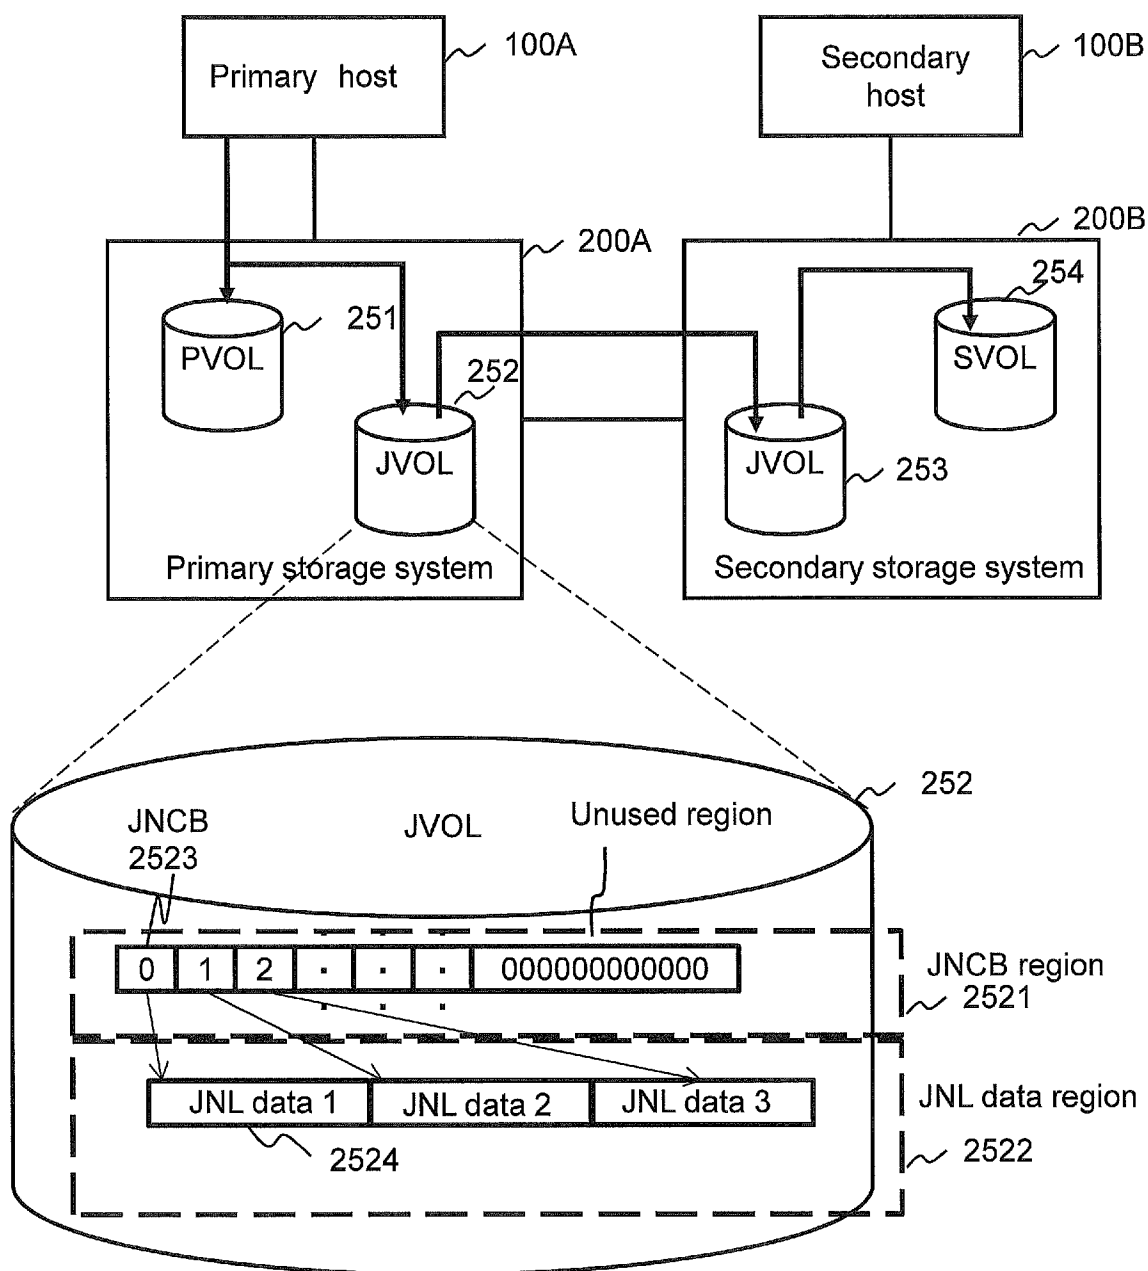 Primary host
100A
Secondary
host
100B
200A
200B
251
PVOL
252
JVOL
Primary storage system
254
SVOL
JVOL
253
Secondary storage system
252
JNCB
2523
JVOL
Unused region
0 1 2 . . . 000000000000
JNCB region
2521
JNL data 1 JNL data 2 JNL data 3
JNL data region
2524
2522